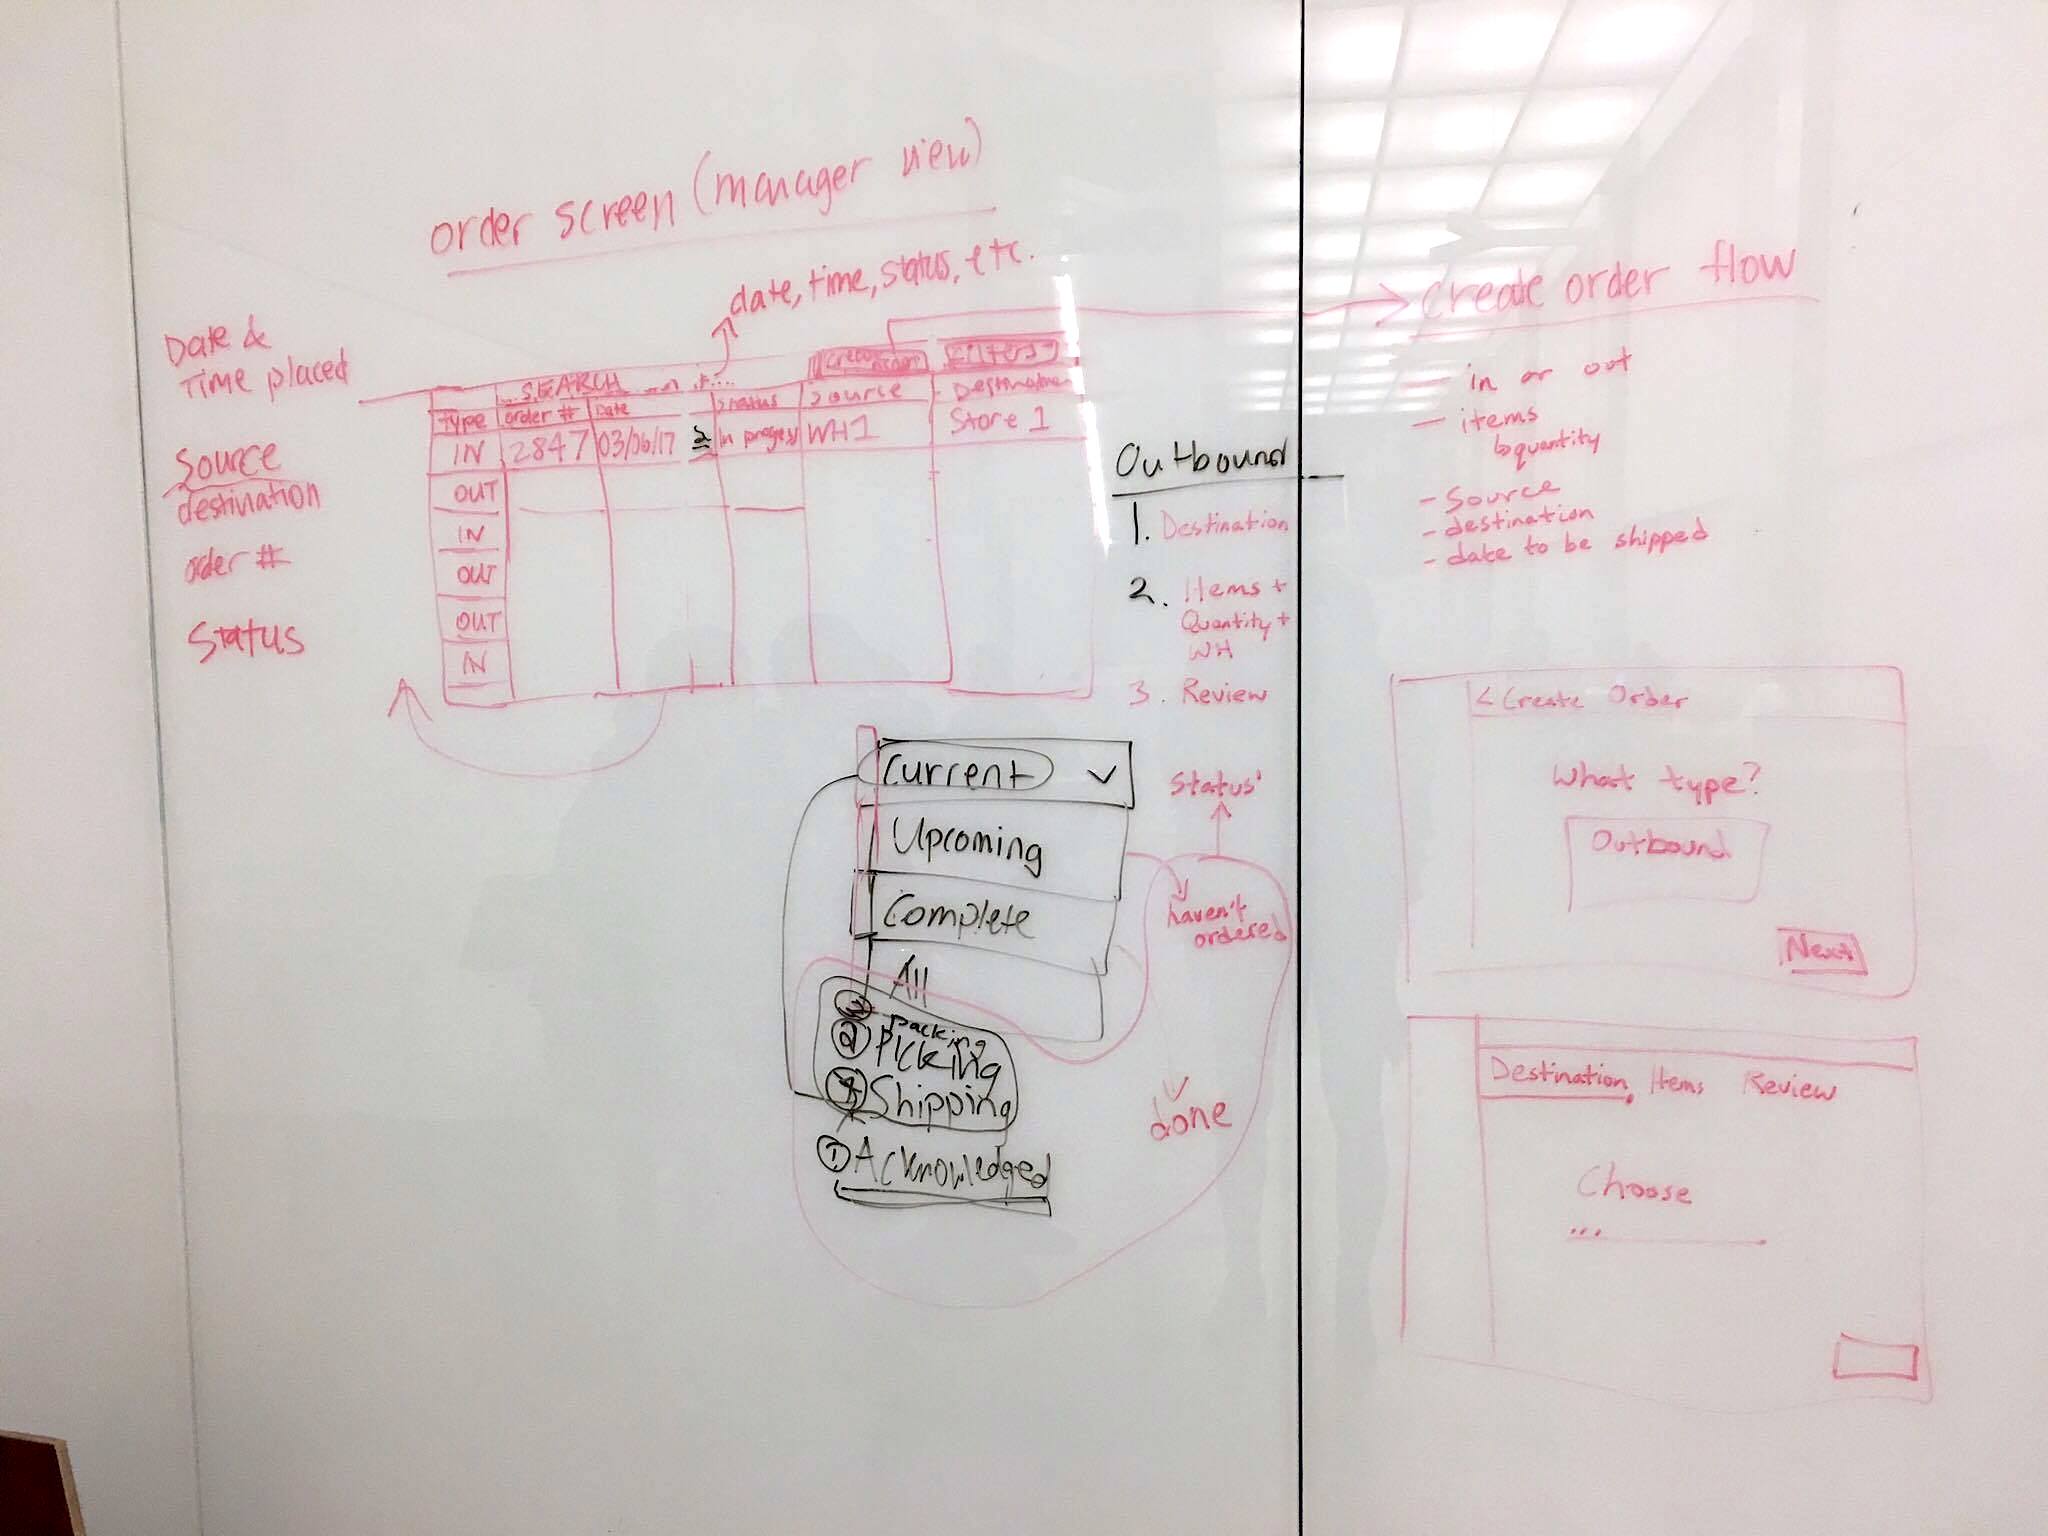 order screen (manager view)
date, time, status, etc.
Date &
Time placed
Source
destination
order #
Status
SEARCH
Create order
Filters
Type order # Date Status Source Destination
IN 2847 03/06/17 2 in progress WH1 Store 1
OUT
IN
OUT
OUT
IN
Outbound
1. Destination
2. Items +
Quantity +
WH
3. Review
Current
Upcoming
Complete
All
packing
2 Picking
Shipping
1 Acknowledged
Status'
haven't
ordered
done
Create order flow
- in or out
- items
quantity
- Source
- destination
- date to be shipped
< Create Order
What type?
Outbound
Next
Destination Items Review
Choose
...